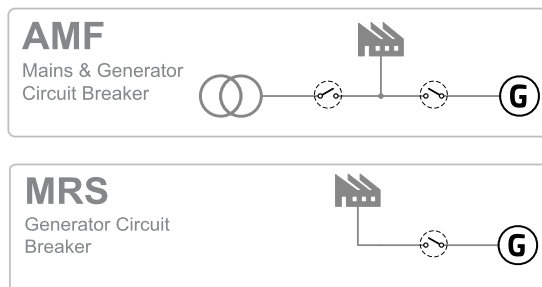 AMF
Mains & Generator
Circuit Breaker
G
MRS
Generator Circuit
Breaker
G